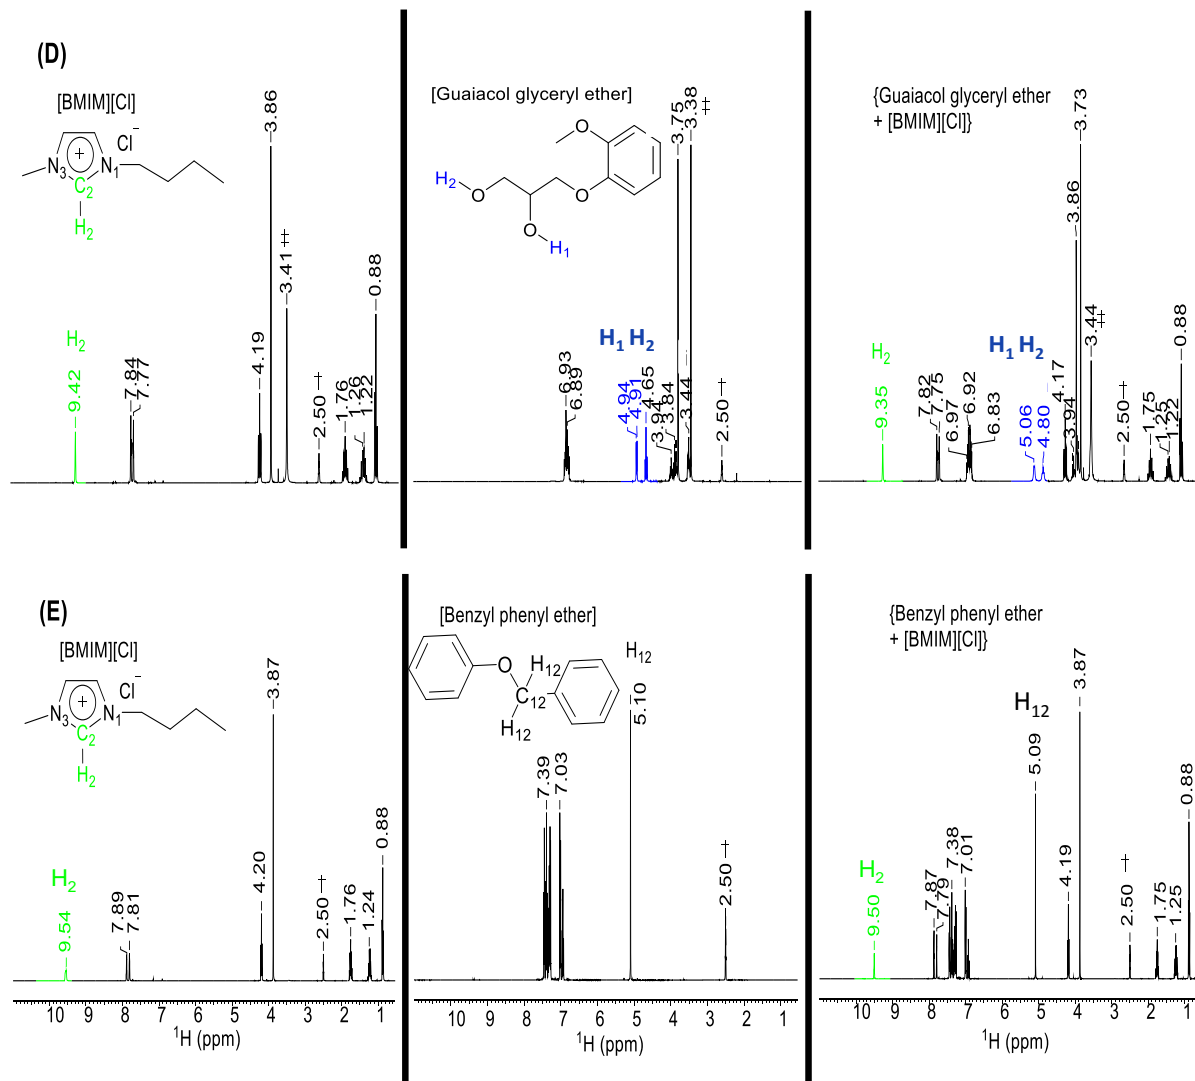 (D)
[BMIM][Cl]
Cl⁻
+
N3
N1
C2
H2
H2
9.42
7.84
7.77
4.19
3.86
3.41 ‡
2.50 †
1.76
1.26
1.22
0.88
[Guaiacol glyceryl ether]
O
H2
O
O
O
H1
H1 H2
6.93
6.89
4.94
4.91
4.65
3.94
3.84
3.75
3.44
3.38 ‡
2.50 †
{Guaiacol glyceryl ether
+ [BMIM][Cl]}
H2
H1 H2
9.35
7.82
7.75
6.97
6.92
6.83
5.06
4.80
4.17
3.94
3.86
3.73
3.44 ‡
2.50 †
1.75
1.25
1.22
0.88
(E)
[BMIM][Cl]
Cl⁻
+
N3
N1
C2
H2
H2
9.54
7.89
7.81
4.20
3.87
2.50 †
1.76
1.24
0.88
10 9 8 7 6 5 4 3 2 1
¹H (ppm)
[Benzyl phenyl ether]
O
H12
C12
H12
H12
7.39
7.03
5.10
2.50 †
10 9 8 7 6 5 4 3 2 1
¹H (ppm)
{Benzyl phenyl ether
+ [BMIM][Cl]}
H12
H2
9.50
7.87
7.79
7.38
7.01
5.09
4.19
3.87
2.50 †
1.75
1.25
0.88
10 9 8 7 6 5 4 3 2 1
¹H (ppm)